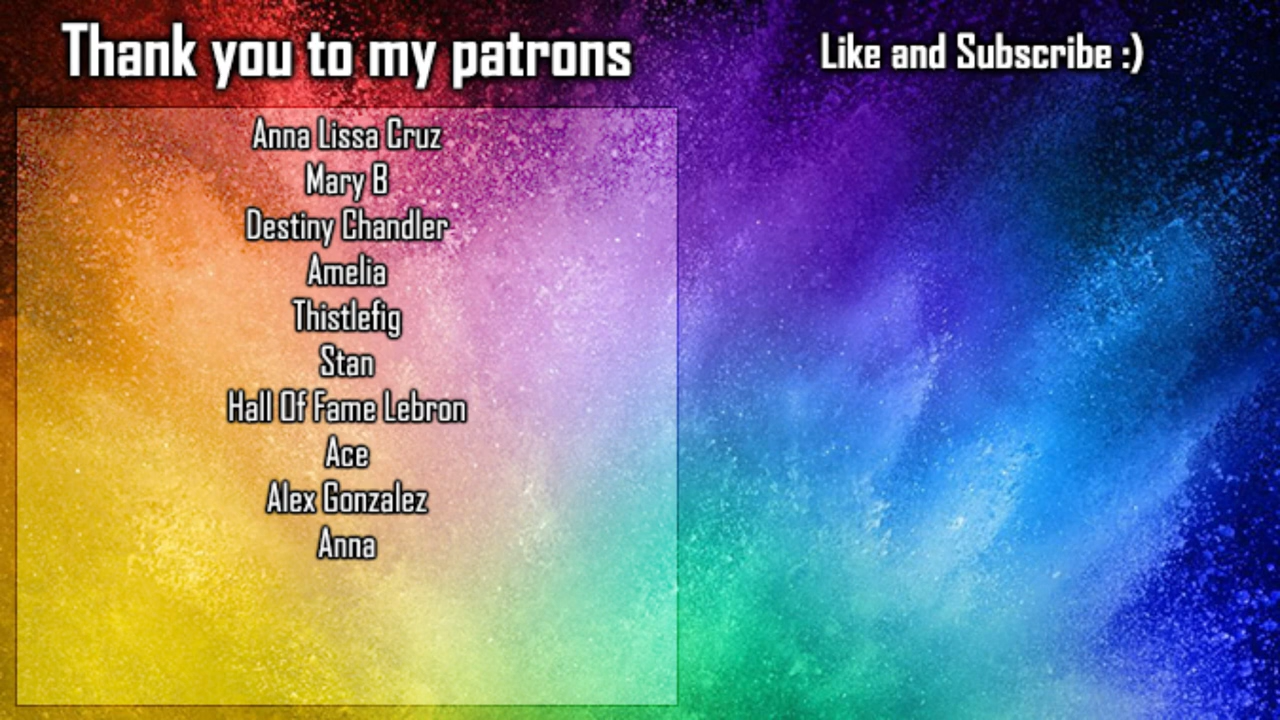 Thank you to my patrons
Like and Subscribe :)
Anna Lissa Cruz
Mary B
Destiny Chandler
Amelia
Thistlefig
Stan
Hall Of Fame Lebron
Ace
Alex Gonzalez
Anna